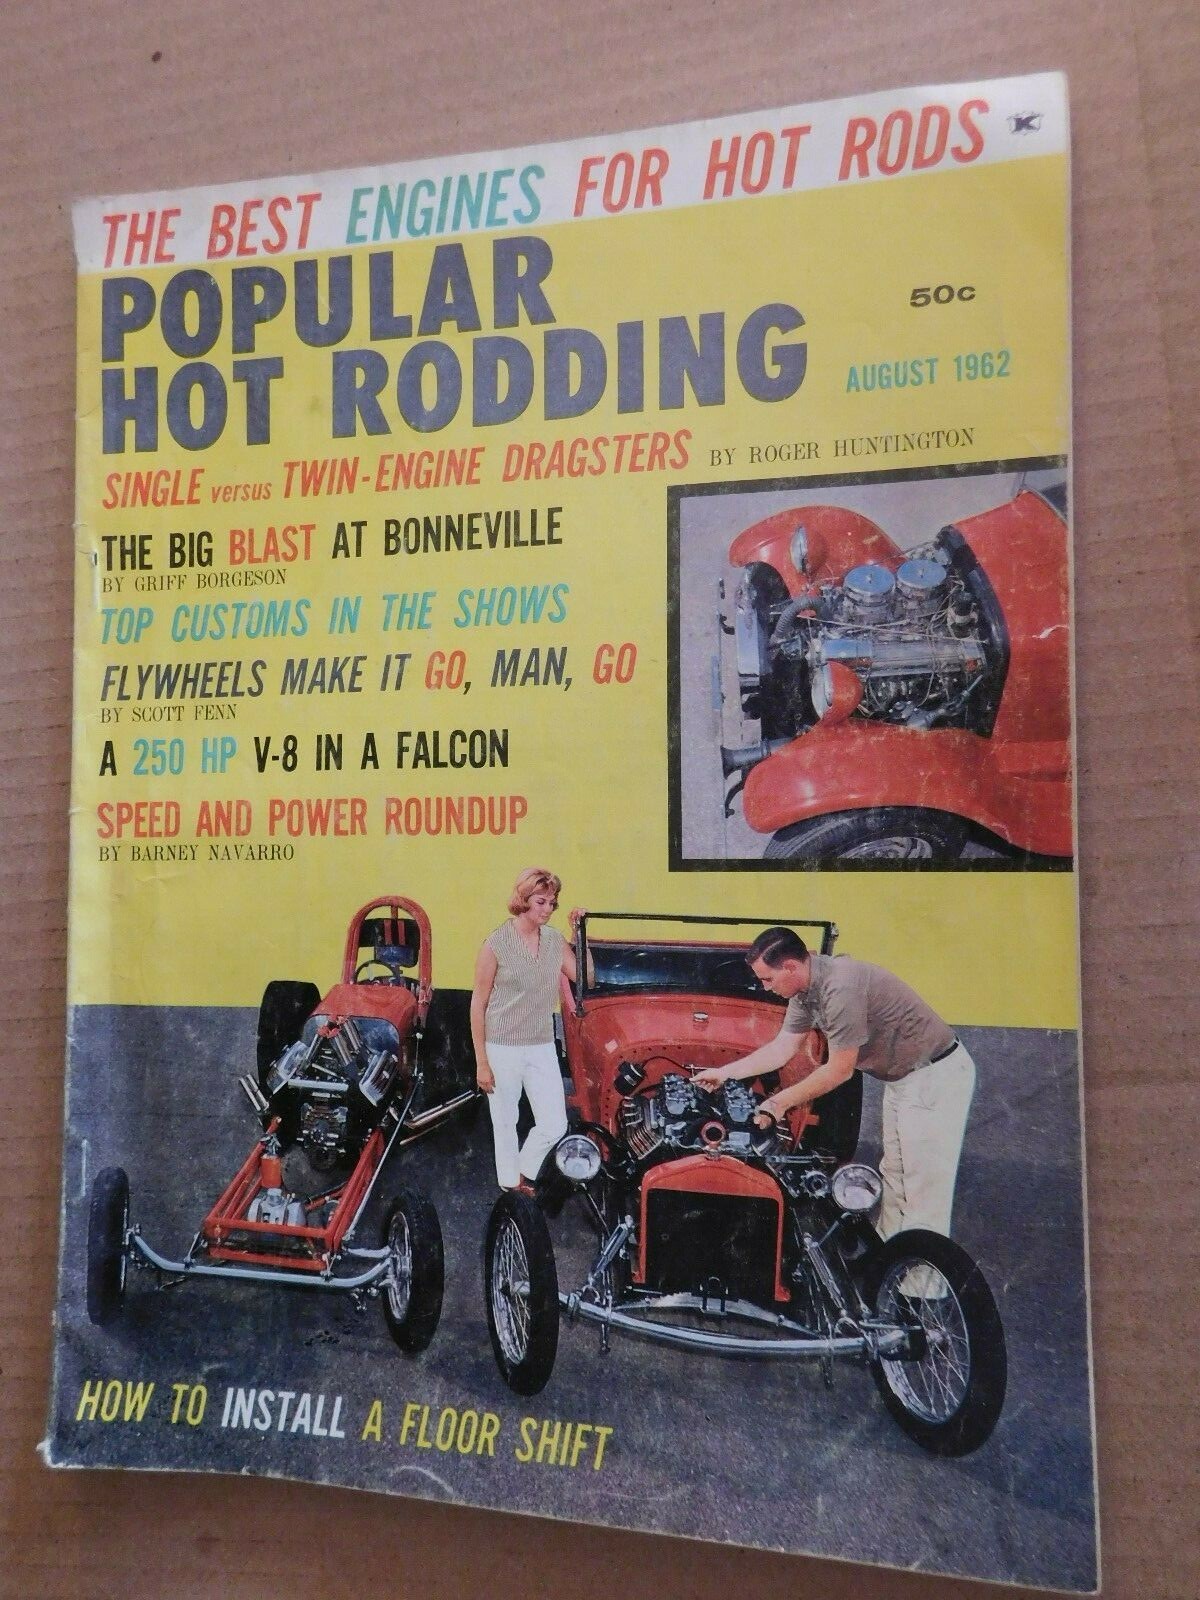 THE BEST ENGINES FOR HOT RODS
K
POPULAR
HOT RODDING
50c
AUGUST 1962
SINGLE versus TWIN-ENGINE DRAGSTERS BY ROGER HUNTINGTON
THE BIG BLAST AT BONNEVILLE
BY GRIFF BORGESON
TOP CUSTOMS IN THE SHOWS
FLYWHEELS MAKE IT GO, MAN, GO
BY SCOTT FENN
A 250 HP V-8 IN A FALCON
SPEED AND POWER ROUNDUP
BY BARNEY NAVARRO
HOW TO INSTALL A FLOOR SHIFT